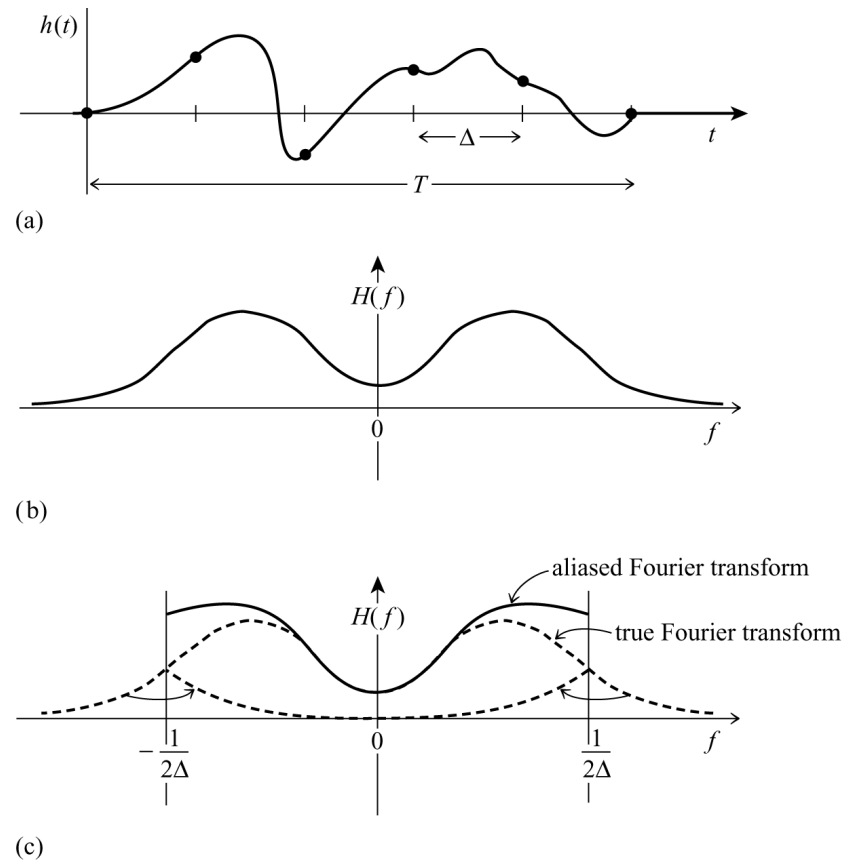 h(t)
Δ
t
T
(a)
H(f)
0
f
(b)
aliased Fourier transform
H(f)
true Fourier transform
0
f
− 1/2Δ
1/2Δ
(c)